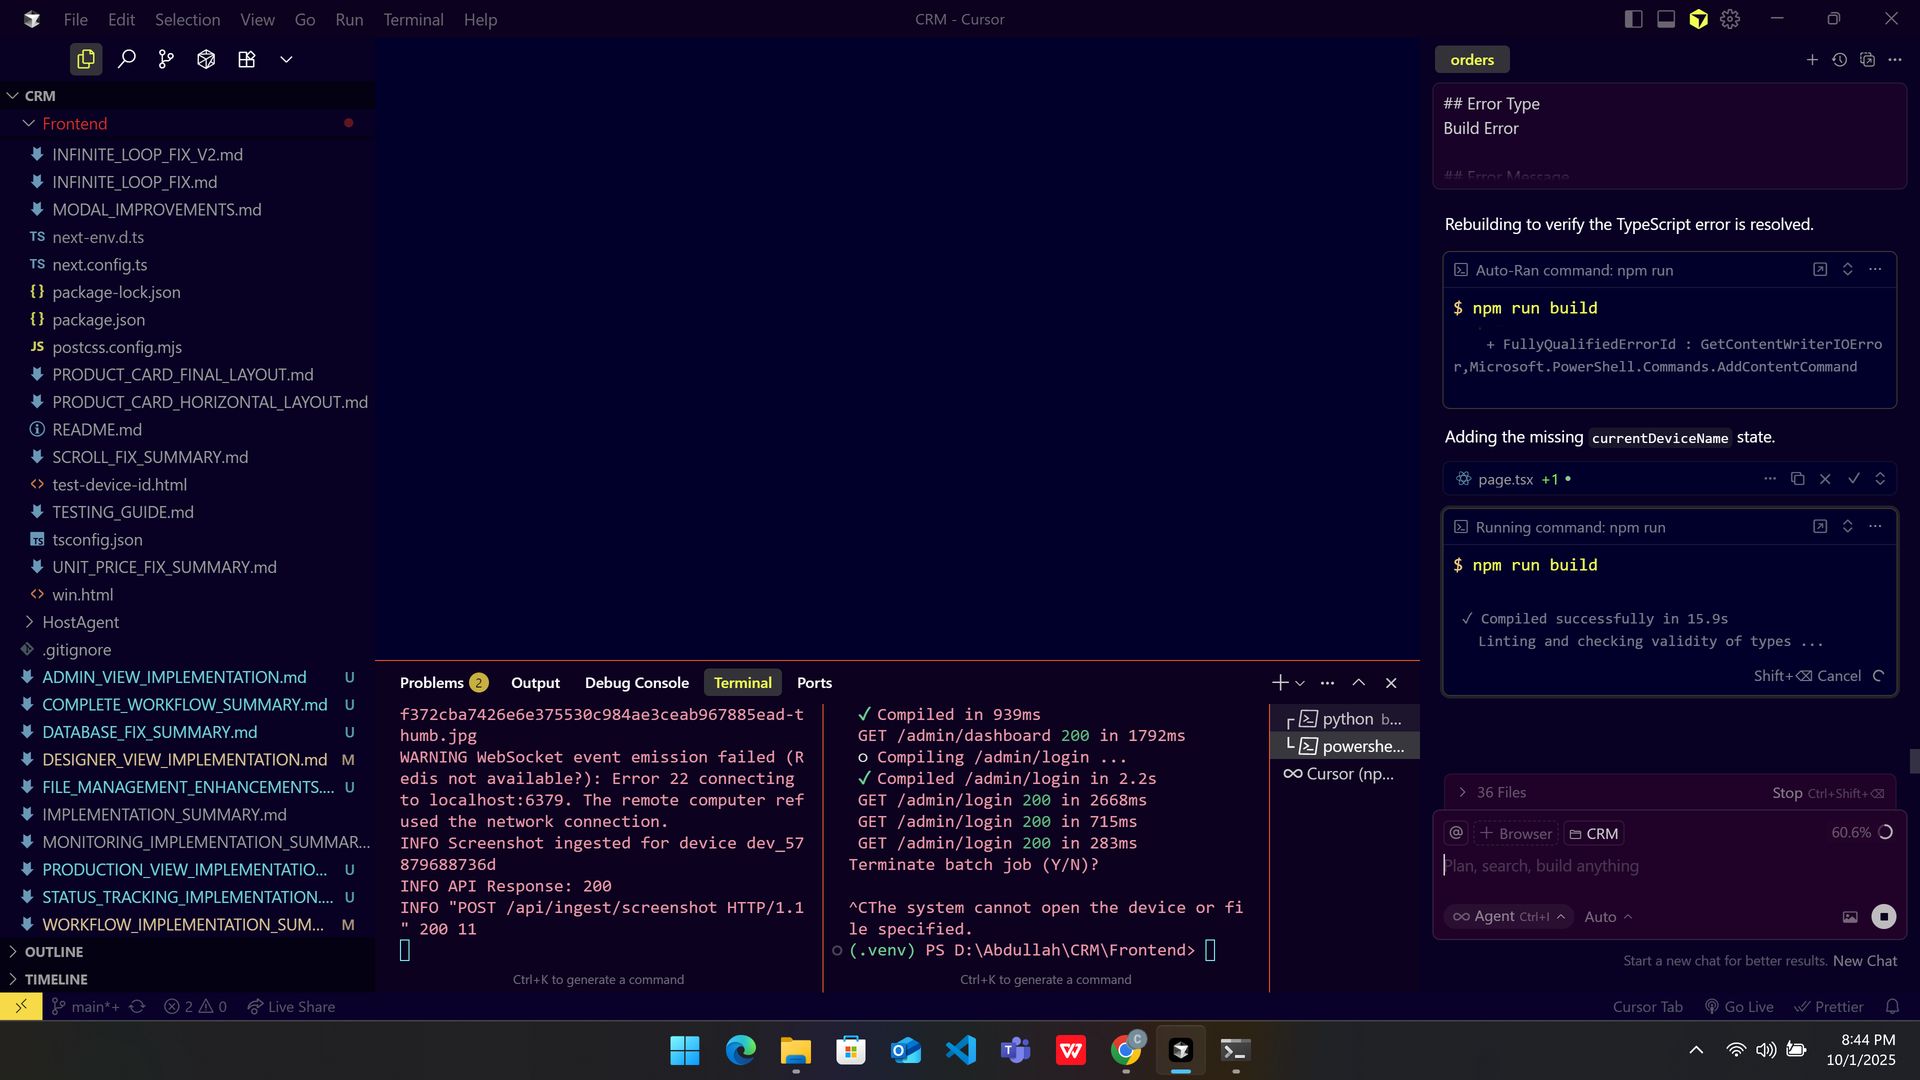 File Edit Selection View Go Run Terminal Help
CRM - Cursor
CRM
Frontend
INFINITE_LOOP_FIX_V2.md
INFINITE_LOOP_FIX.md
MODAL_IMPROVEMENTS.md
TS next-env.d.ts
TS next.config.ts
{} package-lock.json
{} package.json
JS postcss.config.mjs
PRODUCT_CARD_FINAL_LAYOUT.md
PRODUCT_CARD_HORIZONTAL_LAYOUT.md
README.md
SCROLL_FIX_SUMMARY.md
<> test-device-id.html
TESTING_GUIDE.md
TS tsconfig.json
UNIT_PRICE_FIX_SUMMARY.md
<> win.html
HostAgent
.gitignore
ADMIN_VIEW_IMPLEMENTATION.md U
COMPLETE_WORKFLOW_SUMMARY.md U
DATABASE_FIX_SUMMARY.md U
DESIGNER_VIEW_IMPLEMENTATION.md M
FILE_MANAGEMENT_ENHANCEMENTS.... U
IMPLEMENTATION_SUMMARY.md
MONITORING_IMPLEMENTATION_SUMMAR...
PRODUCTION_VIEW_IMPLEMENTATIO... U
STATUS_TRACKING_IMPLEMENTATION.... U
WORKFLOW_IMPLEMENTATION_SUM... M
OUTLINE
TIMELINE
Problems 2 Output Debug Console Terminal Ports
f372cba7426e6e375530c984ae3ceab967885ead-t
humb.jpg
WARNING WebSocket event emission failed (R
edis not available?): Error 22 connecting
to localhost:6379. The remote computer ref
used the network connection.
INFO Screenshot ingested for device dev_57
879688736d
INFO API Response: 200
INFO "POST /api/ingest/screenshot HTTP/1.1
" 200 11
Ctrl+K to generate a command
✓ Compiled in 939ms
GET /admin/dashboard 200 in 1792ms
○ Compiling /admin/login ...
✓ Compiled /admin/login in 2.2s
GET /admin/login 200 in 2668ms
GET /admin/login 200 in 715ms
GET /admin/login 200 in 283ms
Terminate batch job (Y/N)?
^CThe system cannot open the device or fi
le specified.
(.venv) PS D:\Abdullah\CRM\Frontend>
Ctrl+K to generate a command
python b...
powershe...
Cursor (np...
orders
## Error Type
Build Error
## Error Message
Rebuilding to verify the TypeScript error is resolved.
Auto-Ran command: npm run
$ npm run build
+ FullyQualifiedErrorId : GetContentWriterIOErro
r,Microsoft.PowerShell.Commands.AddContentCommand
Adding the missing currentDeviceName state.
page.tsx +1 •
Running command: npm run
$ npm run build
✓ Compiled successfully in 15.9s
Linting and checking validity of types ...
Shift+⌫ Cancel
36 Files Stop Ctrl+Shift+⌫
@ + Browser CRM 60.6%
Plan, search, build anything
∞ Agent Ctrl+I Auto
Start a new chat for better results. New Chat
main*+ 2 0 Live Share
Cursor Tab Go Live Prettier
8:44 PM
10/1/2025